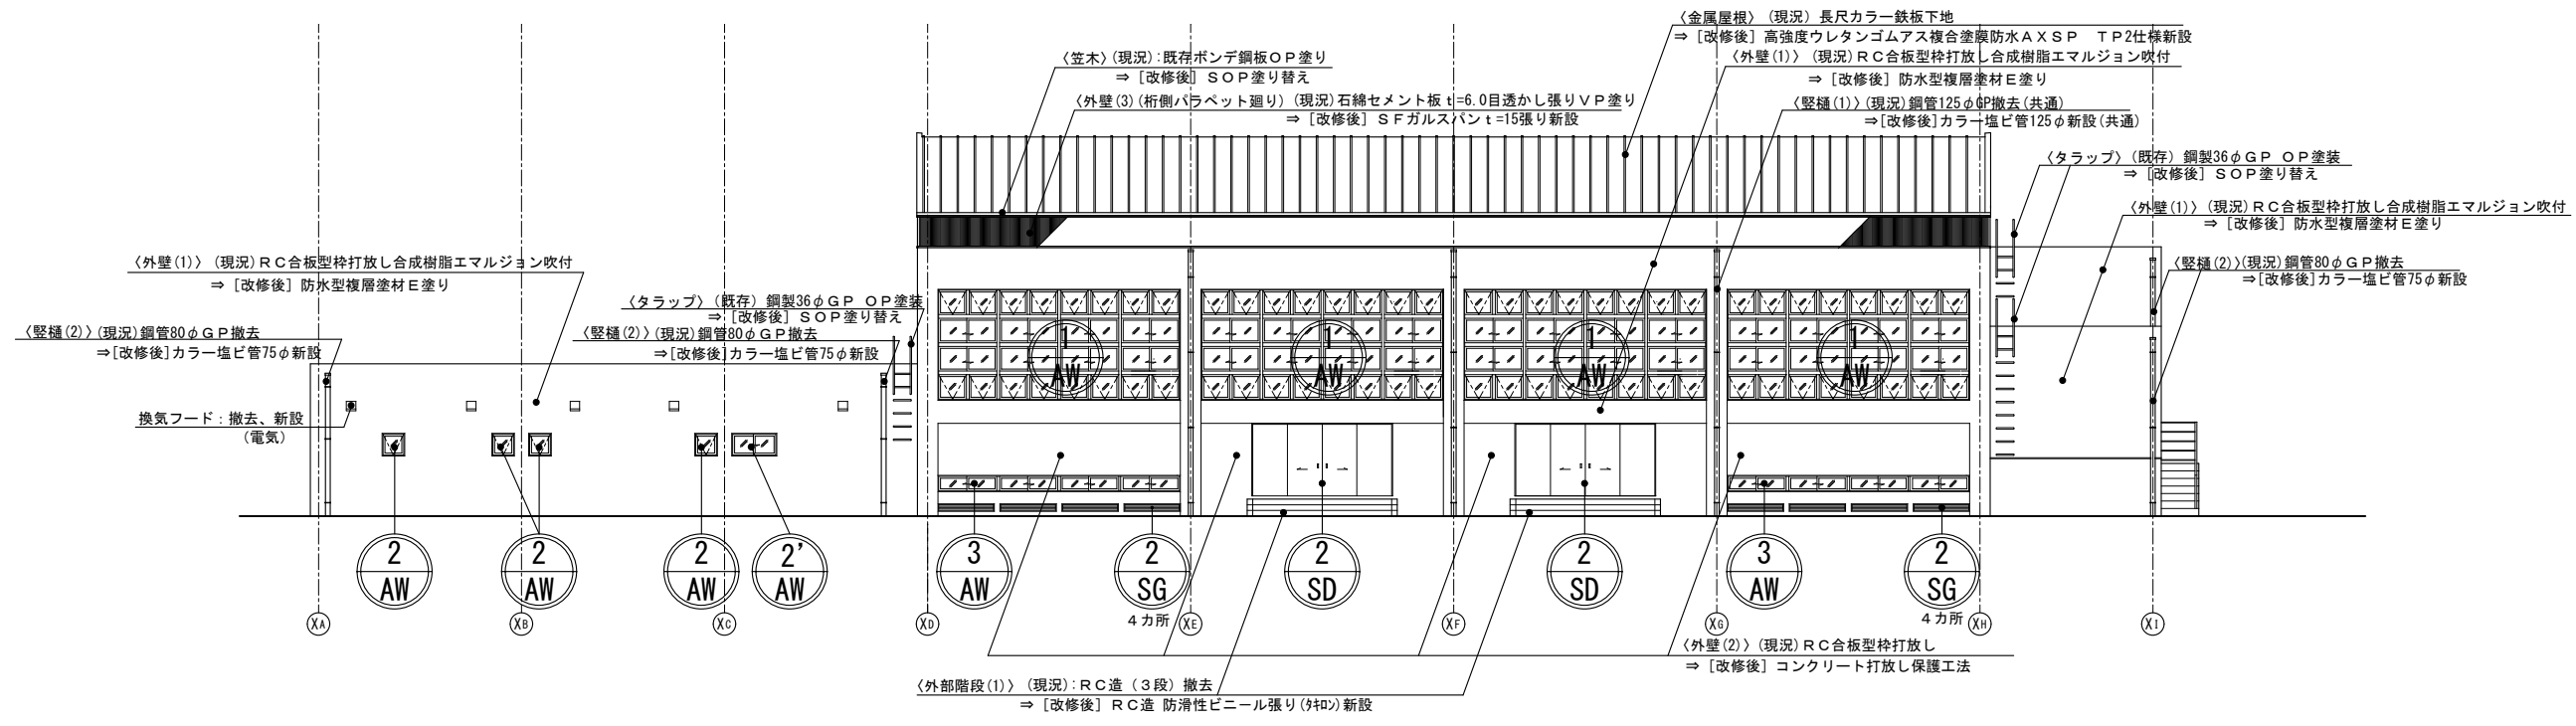 〈金属屋根〉(現況) 長尺カラー鉄板下地
⇒ [改修後] 高強度ウレタンゴムアス複合塗膜防水AXSP TP2仕様新設
〈笠木〉(現況):既存ボンデ鋼板OP塗り
⇒ [改修後] SOP塗り替え
〈外壁(1)〉 (現況)RC合板型枠打放し合成樹脂エマルジョン吹付
⇒ [改修後] 防水型複層塗材E塗り
〈外壁(3)(桁側パラペット廻り) (現況)石綿セメント板t=6.0目透かし張りVP塗り
⇒ [改修後] SFガルスパンt=15張り新設
〈竪樋(1)〉(現況)鋼管125φGP撤去(共通)
⇒[改修後]カラー塩ビ管125φ新設(共通)
〈タラップ〉(既存) 鋼製36φGP OP塗装
⇒ [改修後] SOP塗り替え
〈外壁(1)〉 (現況)RC合板型枠打放し合成樹脂エマルジョン吹付
⇒ [改修後] 防水型複層塗材E塗り
〈外壁(1)〉 (現況)RC合板型枠打放し合成樹脂エマルジョン吹付
⇒ [改修後] 防水型複層塗材E塗り
〈竪樋(2)〉(現況)鋼管80φGP撤去
⇒[改修後]カラー塩ビ管75φ新設
〈タラップ〉(既存) 鋼製36φGP OP塗装
⇒ [改修後] SOP塗り替え
〈竪樋(2)〉(現況)鋼管80φGP撤去
⇒[改修後]カラー塩ビ管75φ新設
〈竪樋(2)〉(現況)鋼管80φGP撤去
⇒[改修後]カラー塩ビ管75φ新設
1
AW
1
AW
1
AW
1
AW
換気フード:撤去、新設
(電気)
2
AW
2
AW
2
AW
2'
AW
3
AW
2
SG
4カ所
2
SD
2
SD
3
AW
2
SG
4カ所
XA
XB
XC
XD
XE
XF
XG
XH
XI
〈外壁(2)〉(現況)RC合板型枠打放し
⇒ [改修後] コンクリート打放し保護工法
〈外部階段(1)〉 (現況):RC造 (3段) 撤去
⇒ [改修後] RC造 防滑性ビニール張り(ﾀｷﾛﾝ)新設